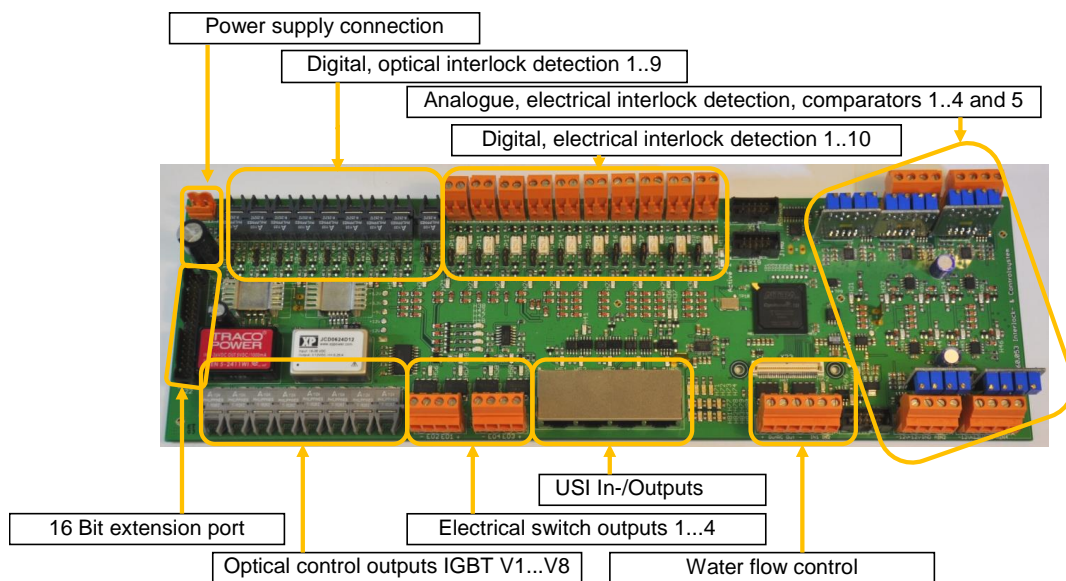 Power supply connection
Digital, optical interlock detection 1..9
Analogue, electrical interlock detection, comparators 1..4 and 5
Digital, electrical interlock detection 1..10
TRACO
POWER
XP
JCD0624D12
USI In-/Outputs
16 Bit extension port
Electrical switch outputs 1...4
Optical control outputs IGBT V1...V8
Water flow control